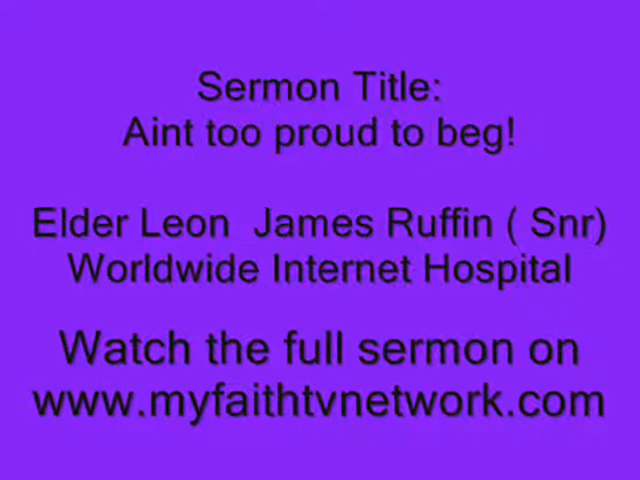 Sermon Title:
Aint too proud to beg!
Elder Leon  James Ruffin ( Snr)
Worldwide Internet Hospital
Watch the full sermon on
www.myfaithtvnetwork.com